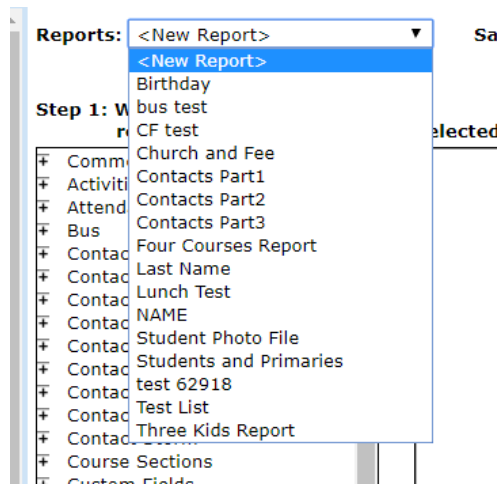 Reports: <New Report> ▼ Sa
<New Report>
Birthday
Step 1: W bus test
CF test elected
Comm Church and Fee
Activiti Contacts Part1
Attend Contacts Part2
Bus Contacts Part3
Contac Four Courses Report
Contac Last Name
Contac Lunch Test
Contac NAME
Contac Student Photo File
Contac Students and Primaries
Contac test 62918
Contac Test List
Three Kids Report
Course Sections